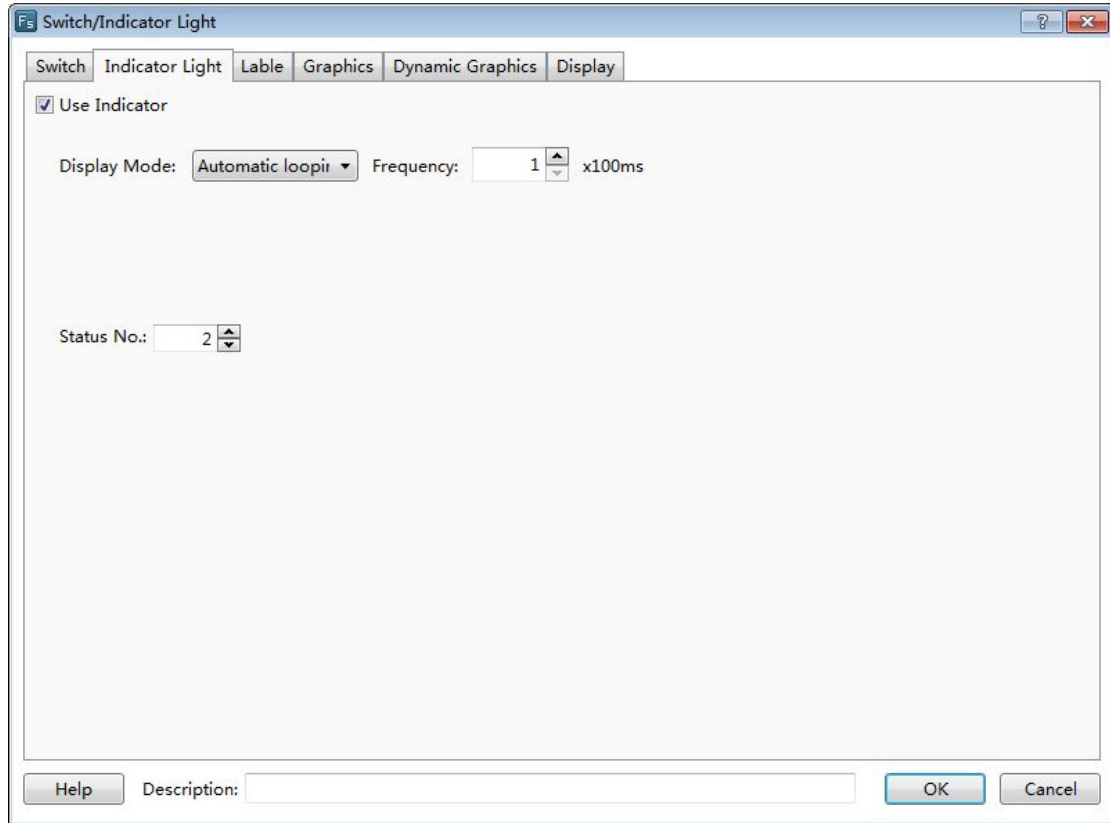 Fs Switch/Indicator Light
Switch Indicator Light Lable Graphics Dynamic Graphics Display
Use Indicator
Display Mode: Automatic loopir Frequency: 1 x100ms
Status No.: 2
Help Description: OK Cancel